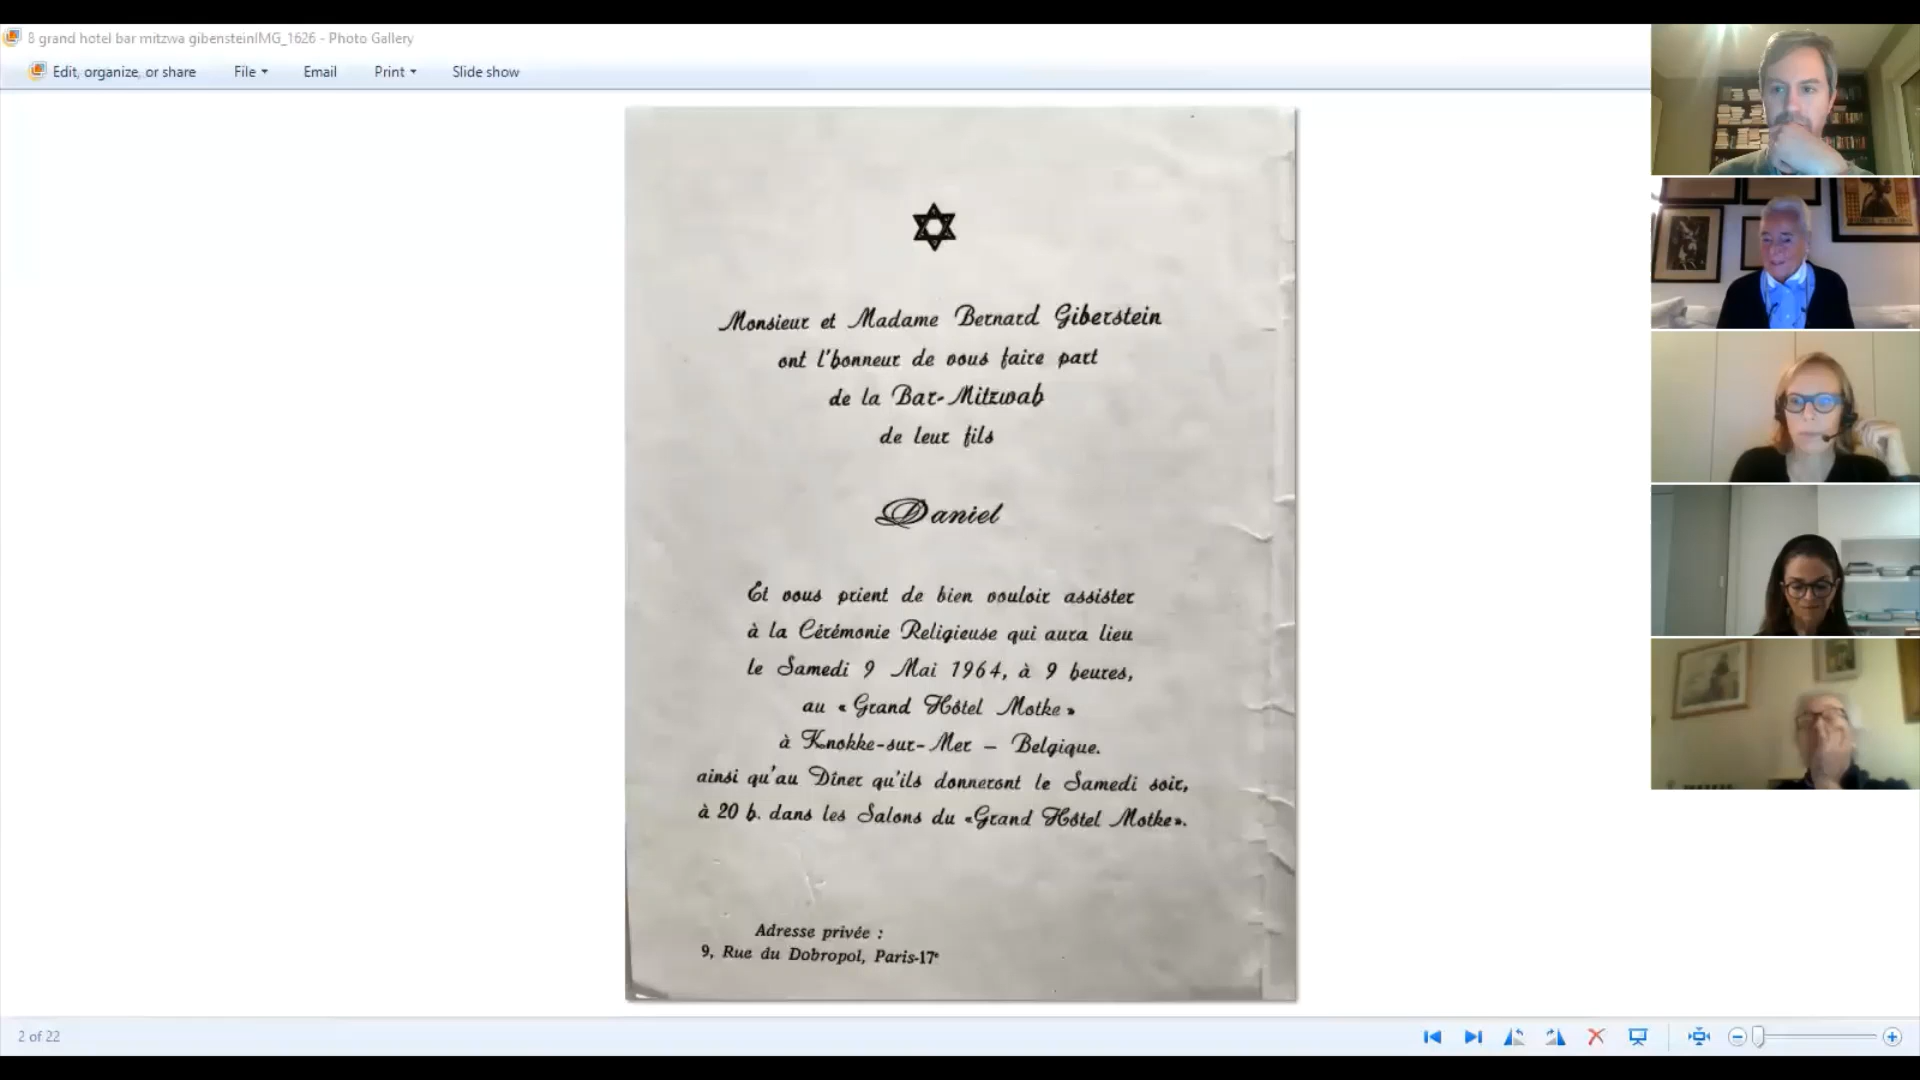 8 grand hotel bar mitzwa gibensteinIMG_1626 - Photo Gallery
Edit, organize, or share File Email Print Slide show
Monsieur et Madame Bernard Giberstein
ont l'honneur de vous faire part
de la Bar-Mitzwah
de leur fils
Daniel
Et vous prient de bien vouloir assister
à la Cérémonie Religieuse qui aura lieu
le Samedi 9 Mai 1964, à 9 heures,
au « Grand Hôtel Motke »
à Knokke-sur-Mer – Belgique.
ainsi qu'au Dîner qu'ils donneront le Samedi soir,
à 20 h. dans les Salons du «Grand Hôtel Motke».
Adresse privée :
9, Rue du Dobropol, Paris-17e
2 of 22